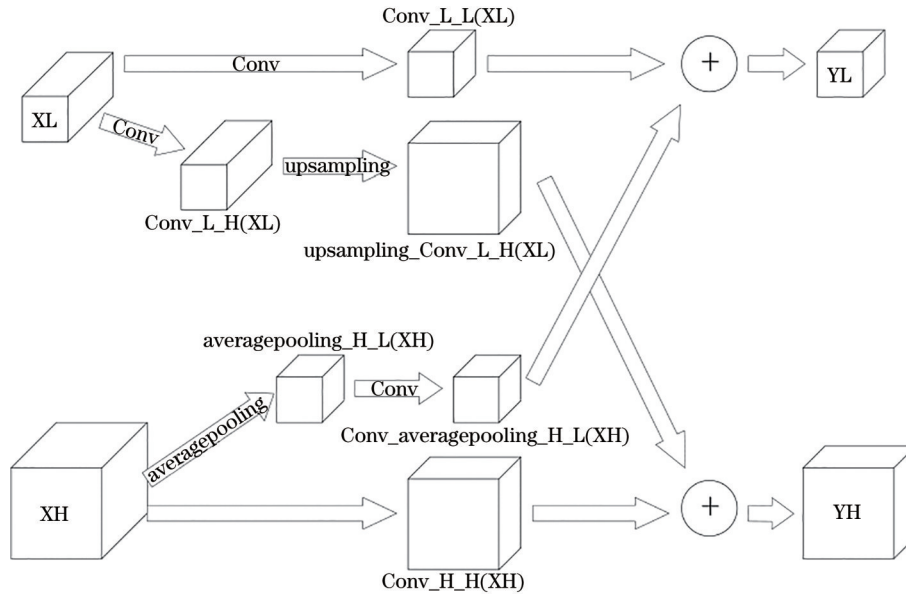 Conv_L_L(XL)
Conv
+
YL
XL
Conv
upsampling
Conv_L_H(XL)
upsampling_Conv_L_H(XL)
averagepooling_H_L(XH)
averagepooling
Conv
Conv_averagepooling_H_L(XH)
XH
+
YH
Conv_H_H(XH)